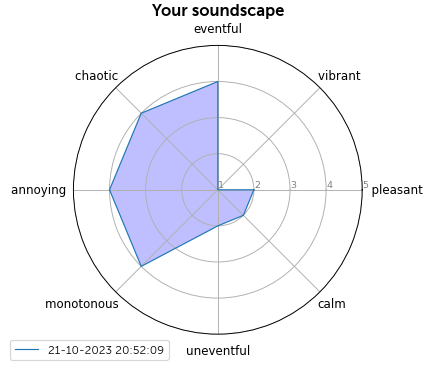 Your soundscape
eventful
chaotic
vibrant
annoying
1
2
3
4
5
pleasant
monotonous
calm
uneventful
21-10-2023 20:52:09